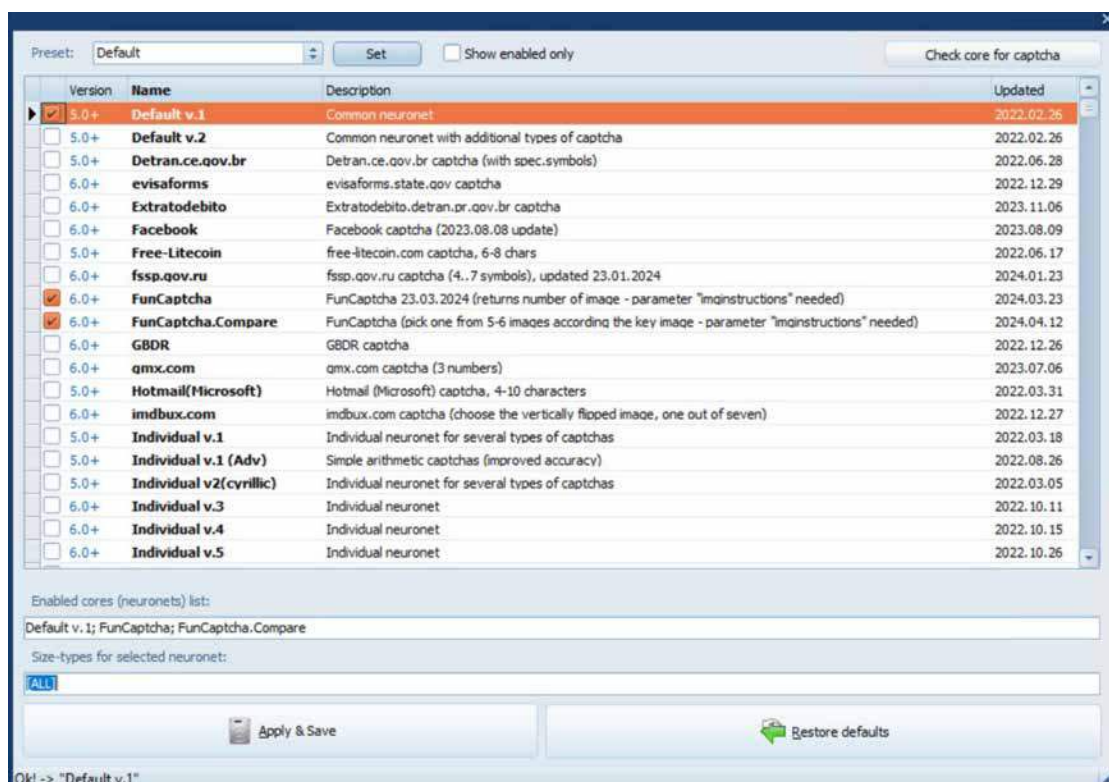 Preset: Default Set Show enabled only Check core for captcha
Version Name Description Updated
5.0+ Default v.1 Common neuronet 2022.02.26
5.0+ Default v.2 Common neuronet with additional types of captcha 2022.02.26
5.0+ Detran.ce.gov.br Detran.ce.gov.br captcha (with spec.symbols) 2022.06.28
6.0+ evisaforms evisaforms.state.gov captcha 2022.12.29
6.0+ Extratodebito Extratodebito.detran.pr.gov.br captcha 2023.11.06
6.0+ Facebook Facebook captcha (2023.08.08 update) 2023.08.09
5.0+ Free-Litecoin free-litecoin.com captcha, 6-8 chars 2022.06.17
6.0+ fssp.gov.ru fssp.gov.ru captcha (4..7 symbols), updated 23.01.2024 2024.01.23
6.0+ FunCaptcha FunCaptcha 23.03.2024 (returns number of image - parameter "imginstructions" needed) 2024.03.23
6.0+ FunCaptcha.Compare FunCaptcha (pick one from 5-6 images according the key image - parameter "imginstructions" needed) 2024.04.12
6.0+ GBDR GBDR captcha 2022.12.26
6.0+ gmx.com gmx.com captcha (3 numbers) 2023.07.06
5.0+ Hotmail(Microsoft) Hotmail (Microsoft) captcha, 4-10 characters 2022.03.31
6.0+ imdbux.com imdbux.com captcha (choose the vertically flipped image, one out of seven) 2022.12.27
5.0+ Individual v.1 Individual neuronet for several types of captchas 2022.03.18
5.0+ Individual v.1 (Adv) Simple arithmetic captchas (improved accuracy) 2022.08.26
5.0+ Individual v2(cyrillic) Individual neuronet for several types of captchas 2022.03.05
6.0+ Individual v.3 Individual neuronet 2022.10.11
6.0+ Individual v.4 Individual neuronet 2022.10.15
6.0+ Individual v.5 Individual neuronet 2022.10.26
Enabled cores (neuronets) list:
Default v.1; FunCaptcha; FunCaptcha.Compare
Size-types for selected neuronet:
[ALL]
Apply & Save Restore defaults
Ok! -> "Default v.1"